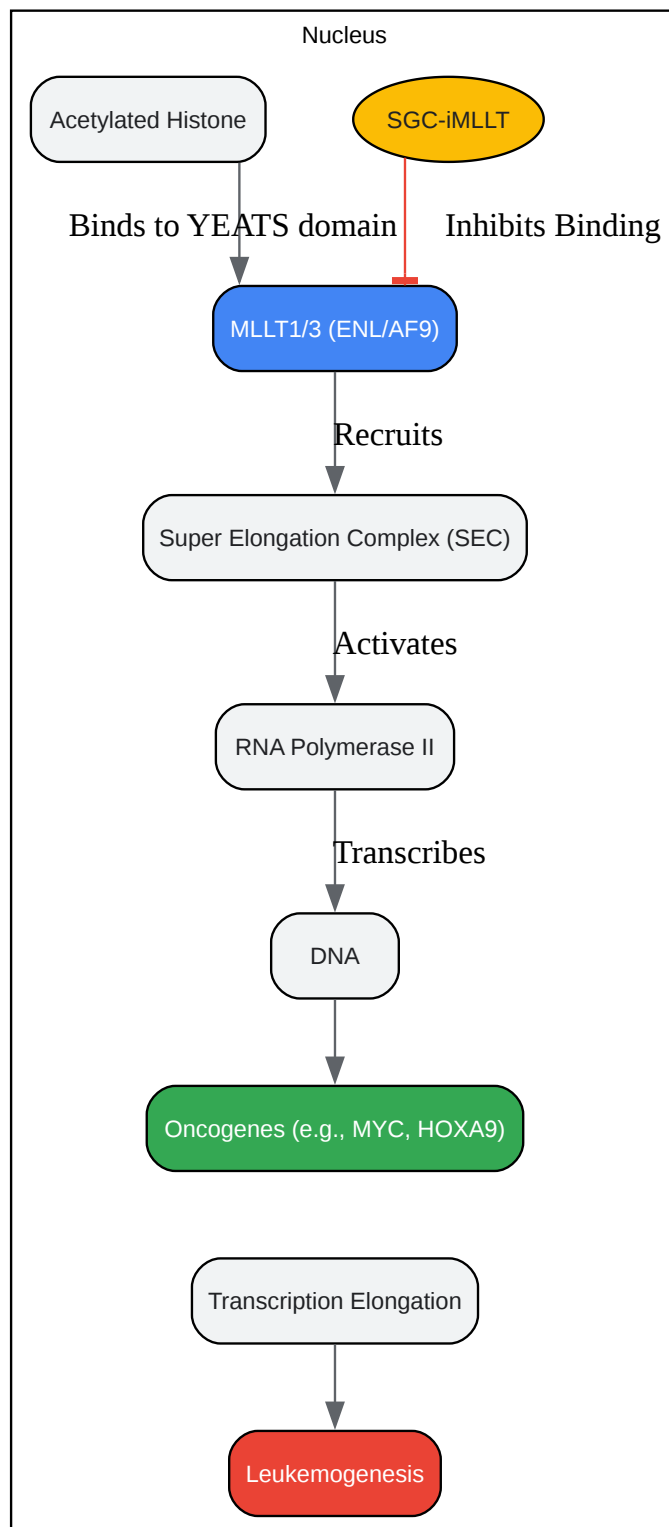 Nucleus
Acetylated Histone
SGC-iMLLT
Binds to YEATS domain
Inhibits Binding
MLLT1/3 (ENL/AF9)
Recruits
Super Elongation Complex (SEC)
Activates
RNA Polymerase II
Transcribes
DNA
Oncogenes (e.g., MYC, HOXA9)
Transcription Elongation
Leukemogenesis